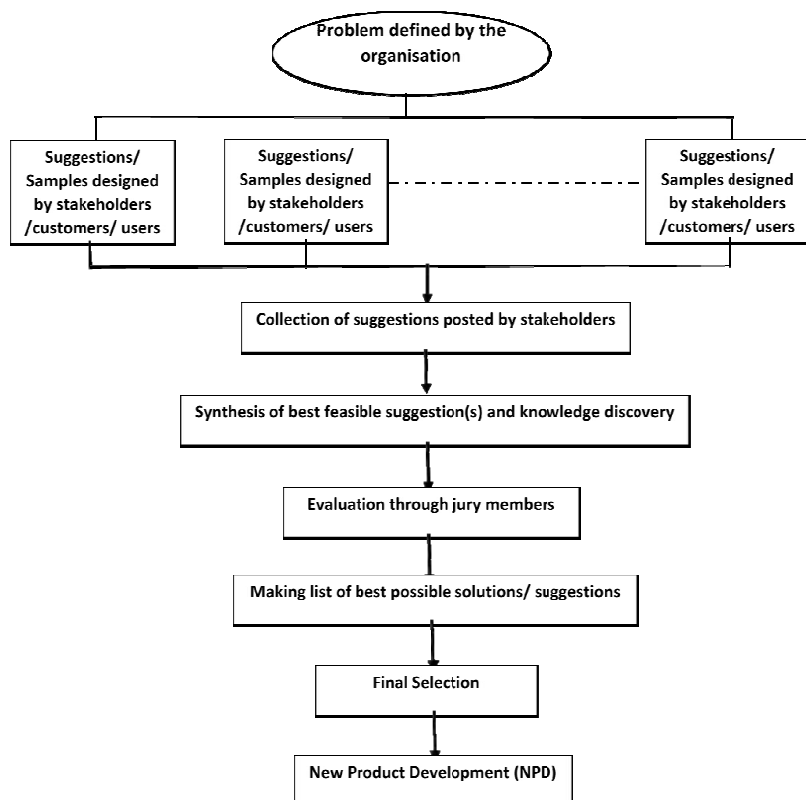 Problem defined by the
organisation
Suggestions/
Samples designed
by stakeholders
/customers/ users
Suggestions/
Samples designed
by stakeholders
/customers/ users
Suggestions/
Samples designed
by stakeholders
/customers/ users
Collection of suggestions posted by stakeholders
Synthesis of best feasible suggestion(s) and knowledge discovery
Evaluation through jury members
Making list of best possible solutions/ suggestions
Final Selection
New Product Development (NPD)